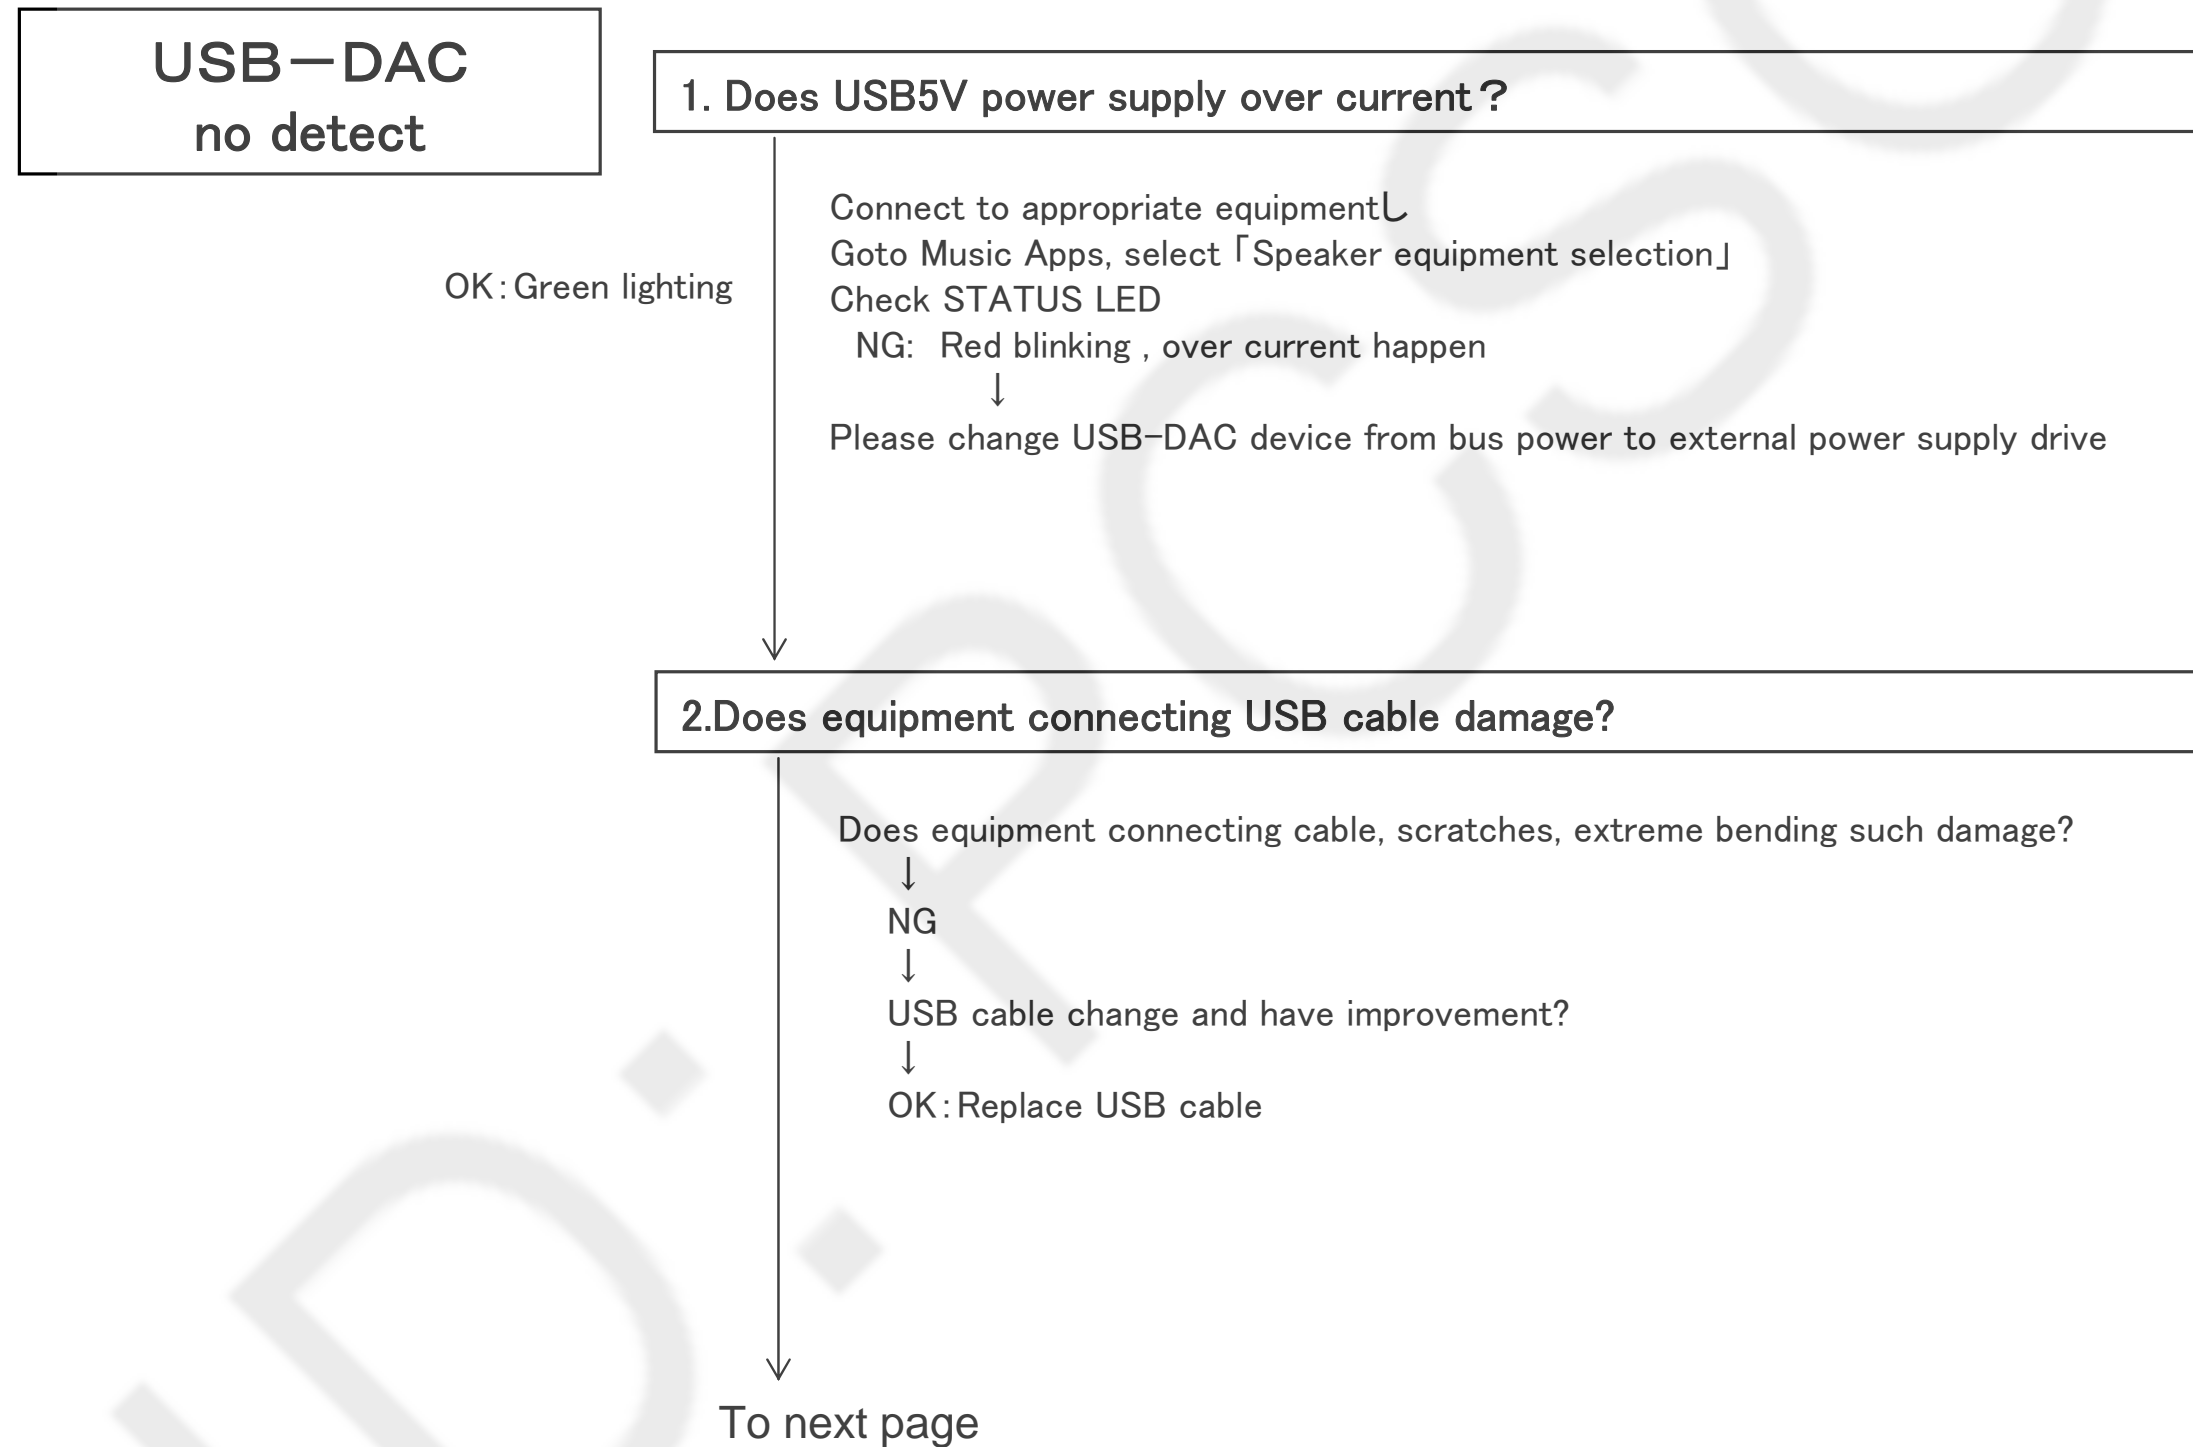 USB－DAC
no detect
1. Does USB5V power supply over current？
Connect to appropriate equipmentし
Goto Music Apps, select「Speaker equipment selection」
OK：Green lighting
Check STATUS LED
NG: Red blinking , over current happen
↓
Please change USB-DAC device from bus power to external power supply drive
2.Does equipment connecting USB cable damage?
Does equipment connecting cable, scratches, extreme bending such damage?
↓
NG
↓
USB cable change and have improvement?
↓
OK：Replace USB cable
To next page